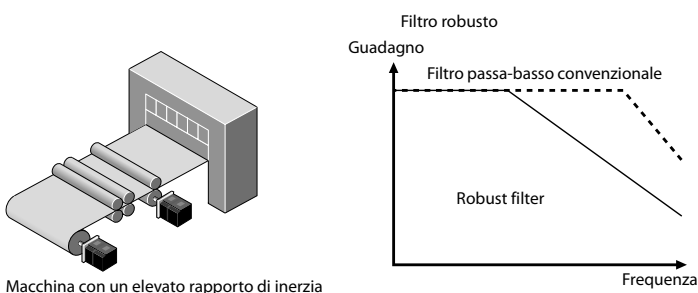 Filtro robusto
Guadagno
Filtro passa-basso convenzionale
Robust filter
Frequenza
Macchina con un elevato rapporto di inerzia